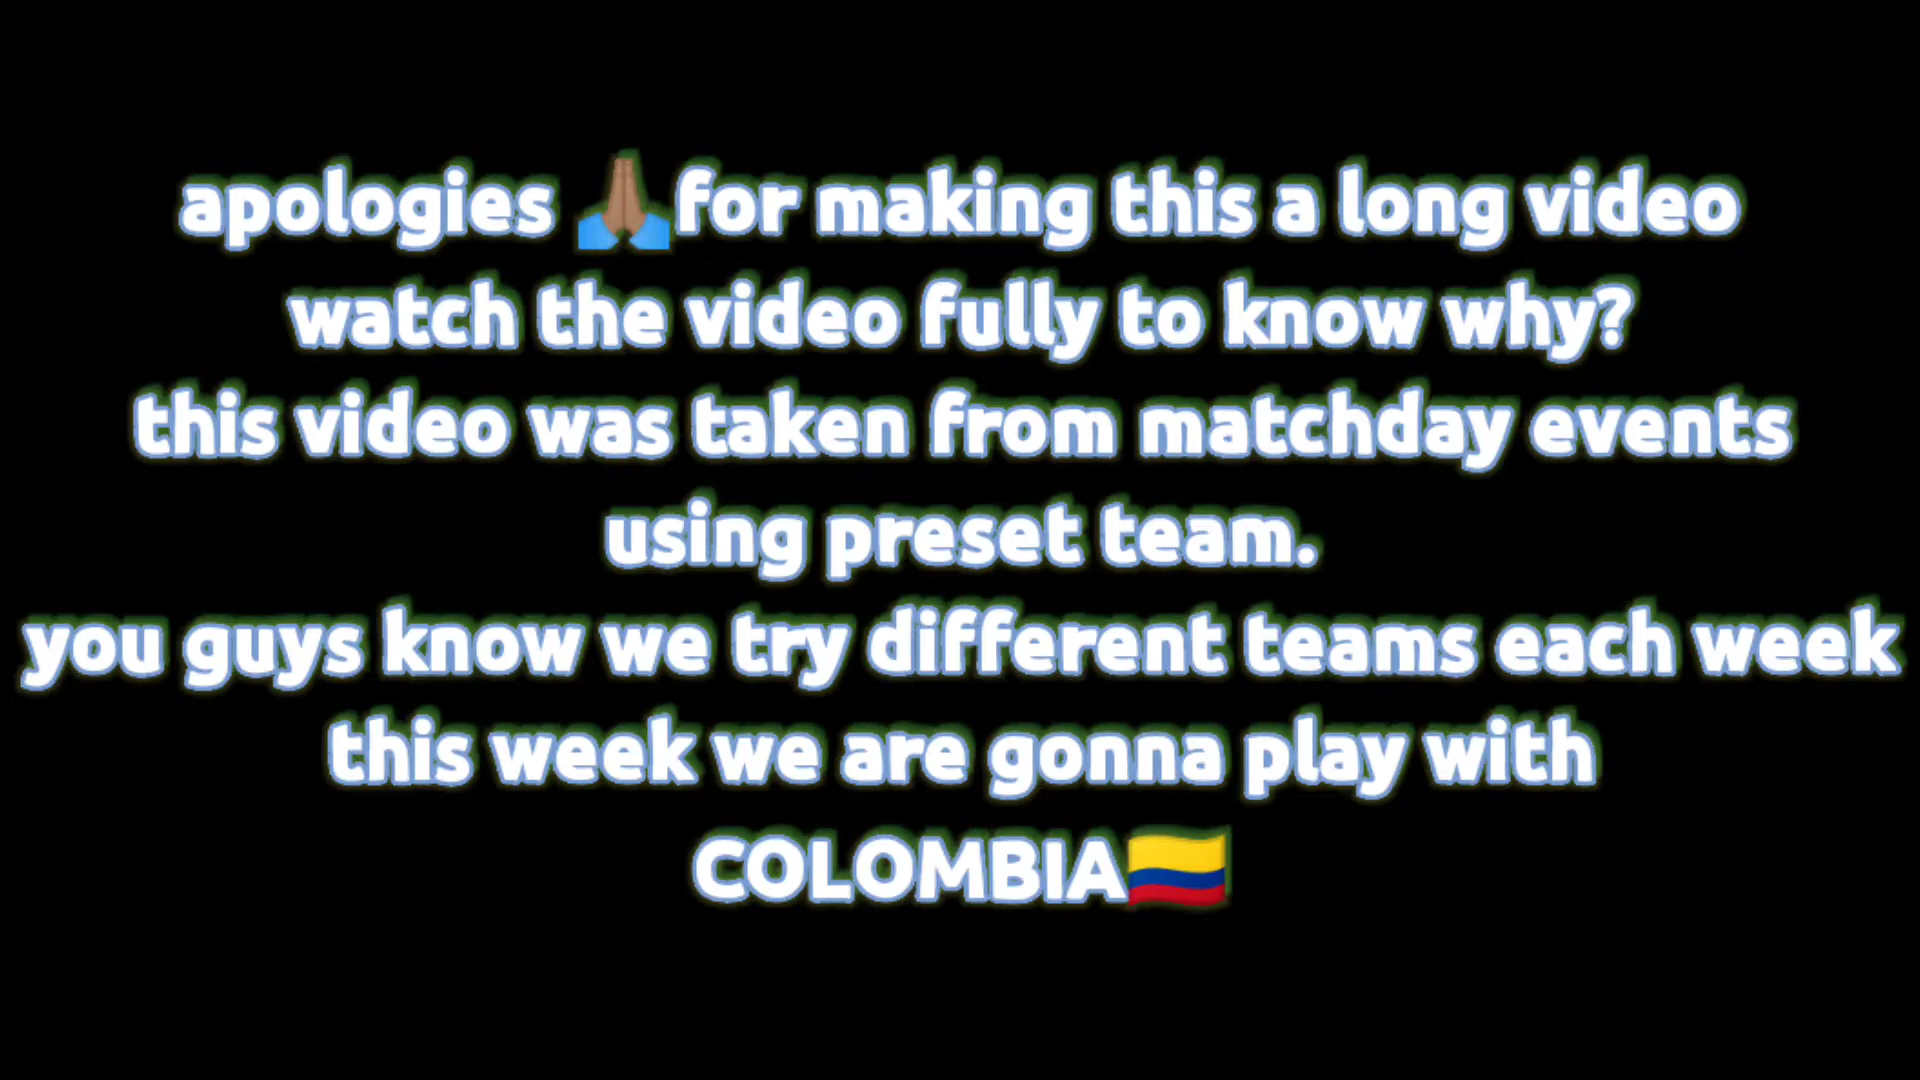 apologies 🙏🏽for making this a long video
watch the video fully to know why?
this video was taken from matchday events
using preset team.
you guys know we try different teams each week
this week we are gonna play with
COLOMBIA🇨🇴